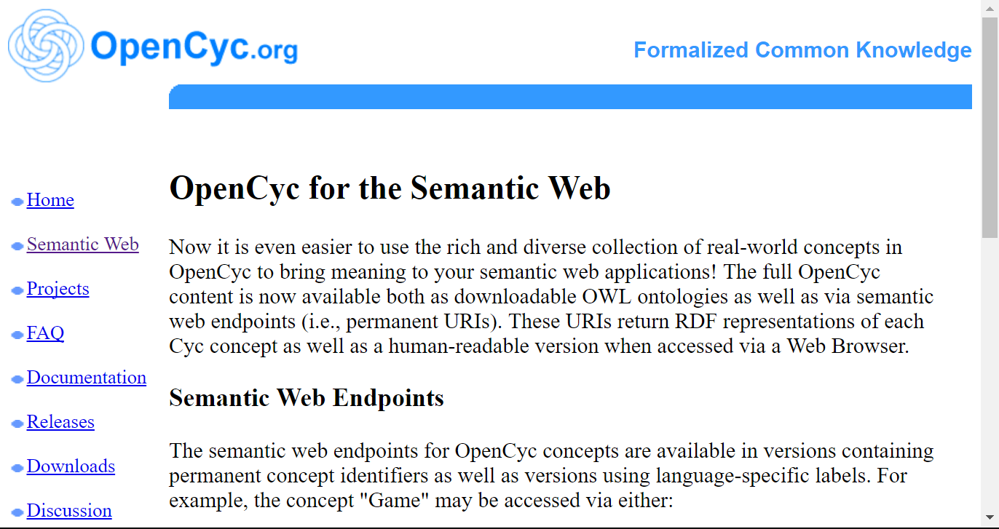 OpenCyc.org
Formalized Common Knowledge
Home
Semantic Web
Projects
FAQ
Documentation
Releases
Downloads
Discussion
OpenCyc for the Semantic Web
Now it is even easier to use the rich and diverse collection of real-world concepts in
OpenCyc to bring meaning to your semantic web applications! The full OpenCyc
content is now available both as downloadable OWL ontologies as well as via semantic
web endpoints (i.e., permanent URIs). These URIs return RDF representations of each
Cyc concept as well as a human-readable version when accessed via a Web Browser.
Semantic Web Endpoints
The semantic web endpoints for OpenCyc concepts are available in versions containing
permanent concept identifiers as well as versions using language-specific labels. For
example, the concept "Game" may be accessed via either: